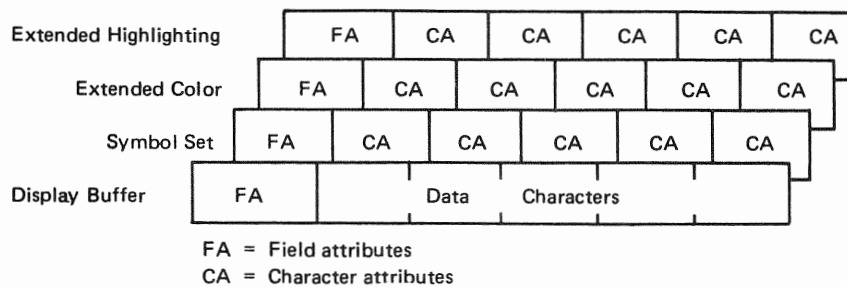 Extended Highlighting FA CA CA CA CA CA
Extended Color FA CA CA CA CA CA
Symbol Set FA CA CA CA CA CA
Display Buffer FA Data Characters
FA = Field attributes
CA = Character attributes